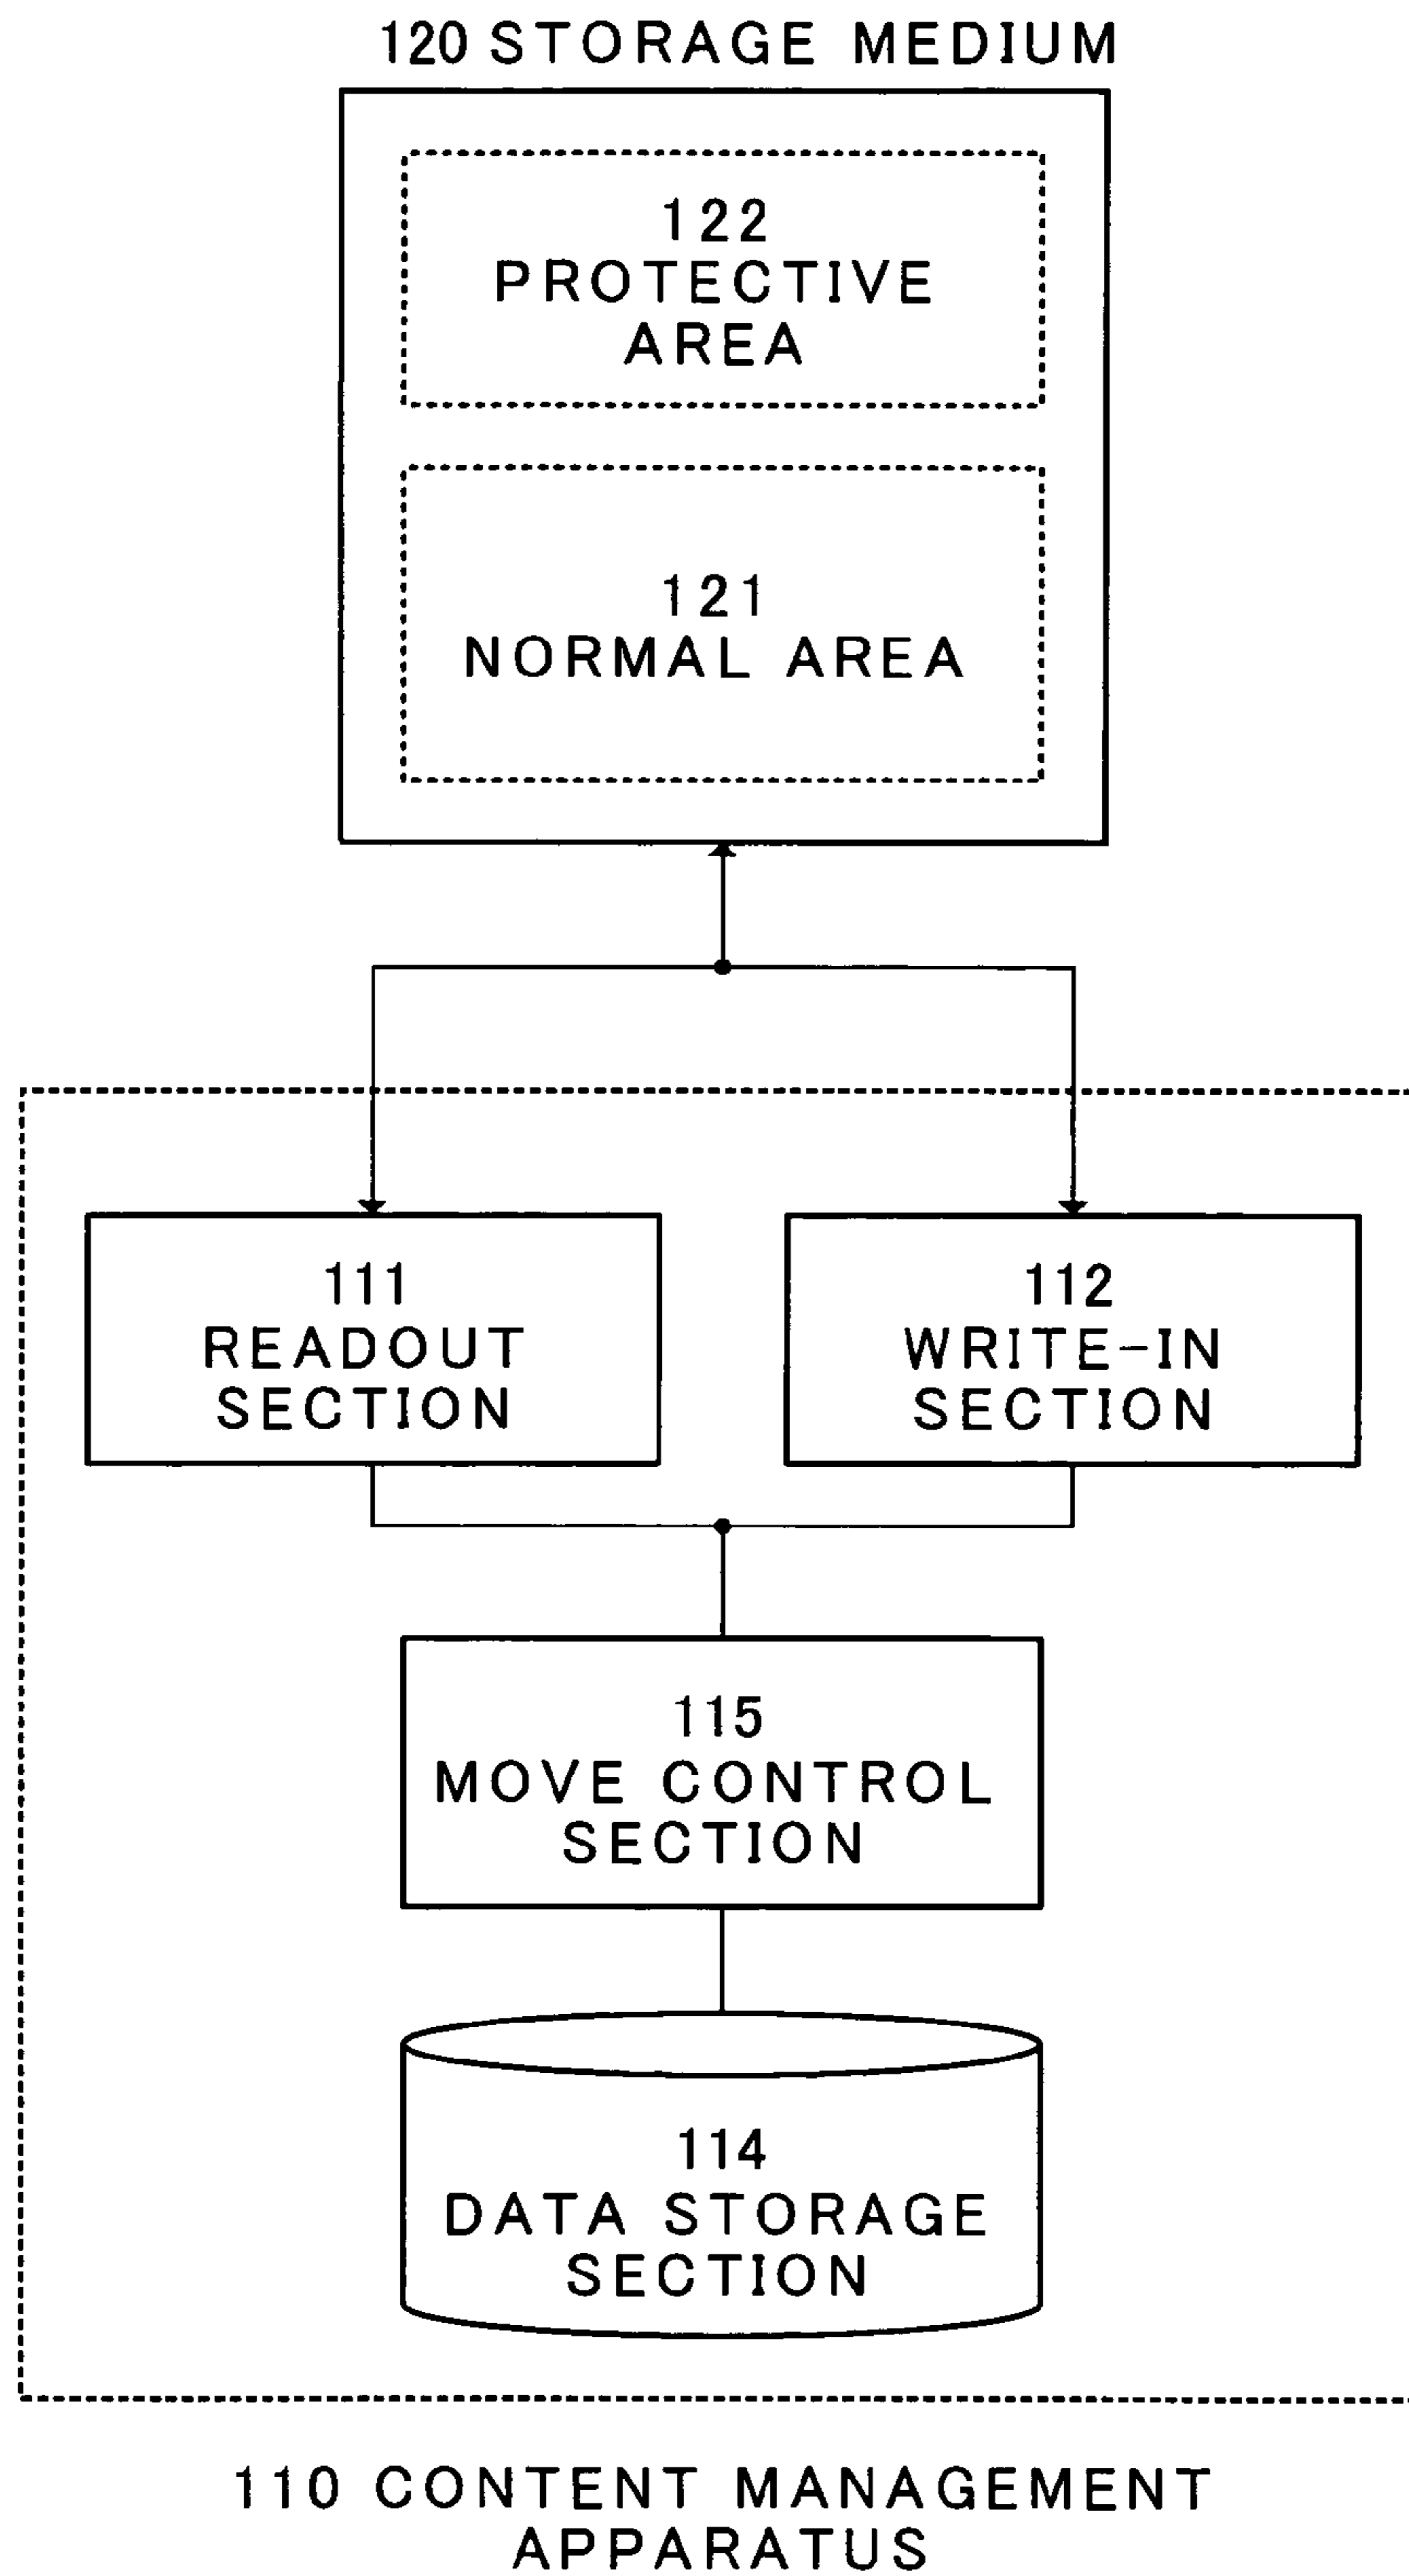 120 STORAGE MEDIUM
122
PROTECTIVE
AREA
121
NORMAL AREA
111
READOUT
SECTION
112
WRITE-IN
SECTION
115
MOVE CONTROL
SECTION
114
DATA STORAGE
SECTION
110 CONTENT MANAGEMENT
APPARATUS